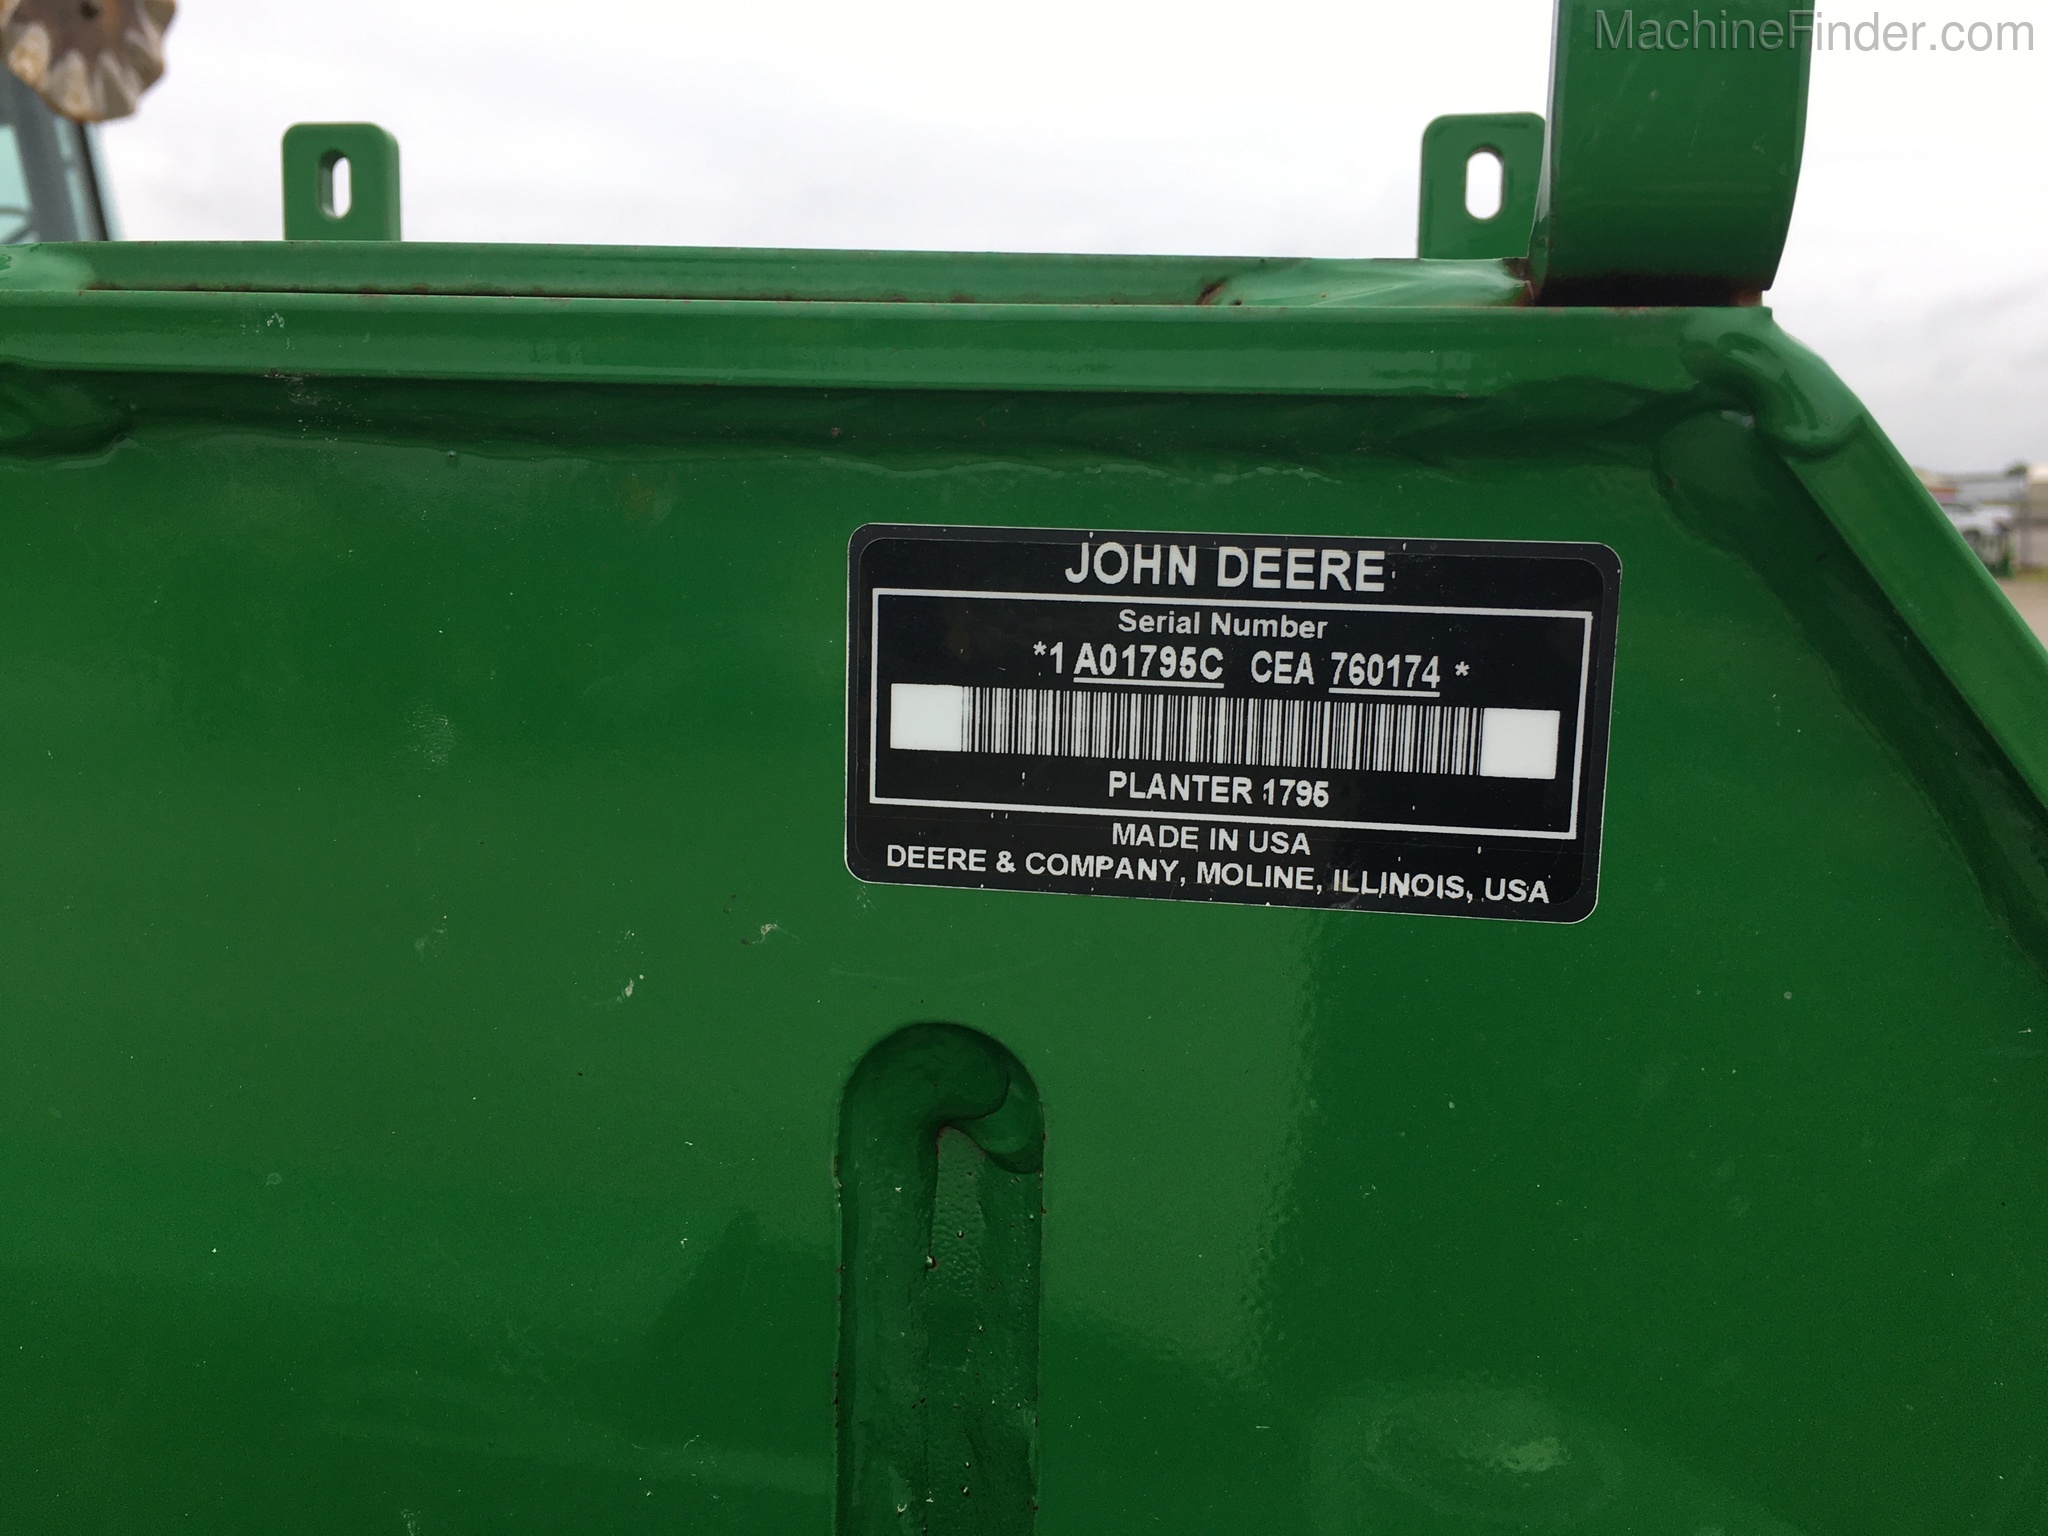 MachineFinder.com
JOHN DEERE
Serial Number
*1 A01795C CEA 760174 *
PLANTER 1795
MADE IN USA
DEERE & COMPANY, MOLINE, ILLINOIS, USA